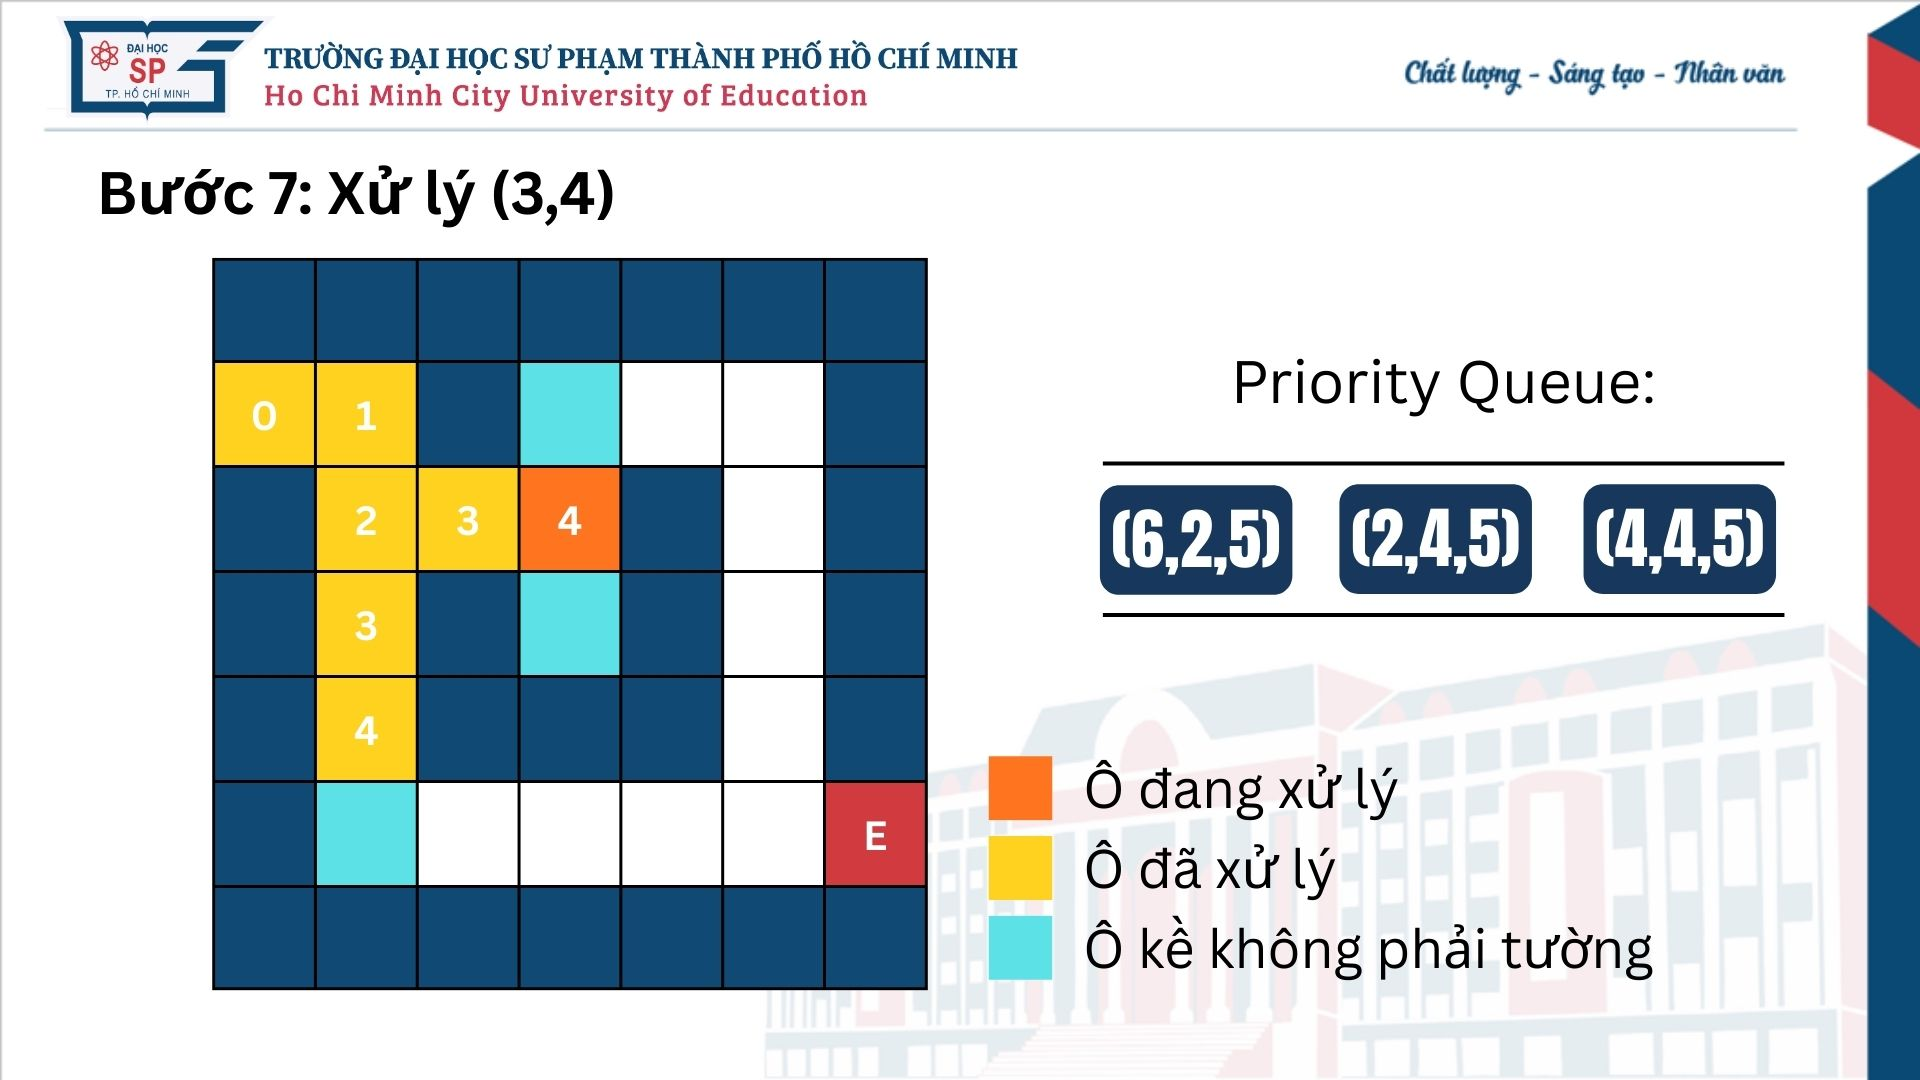 ĐẠI HỌC
SP
TP. HỒ CHÍ MINH
TRƯỜNG ĐẠI HỌC SƯ PHẠM THÀNH PHỐ HỒ CHÍ MINH
Ho Chi Minh City University of Education
Chất lượng - Sáng tạo - Nhân văn
Bước 7: Xử lý (3,4)
0 1
2 3 4
3
4
E
Priority Queue:
(6,2,5) (2,4,5) (4,4,5)
Ô đang xử lý
Ô đã xử lý
Ô kề không phải tường